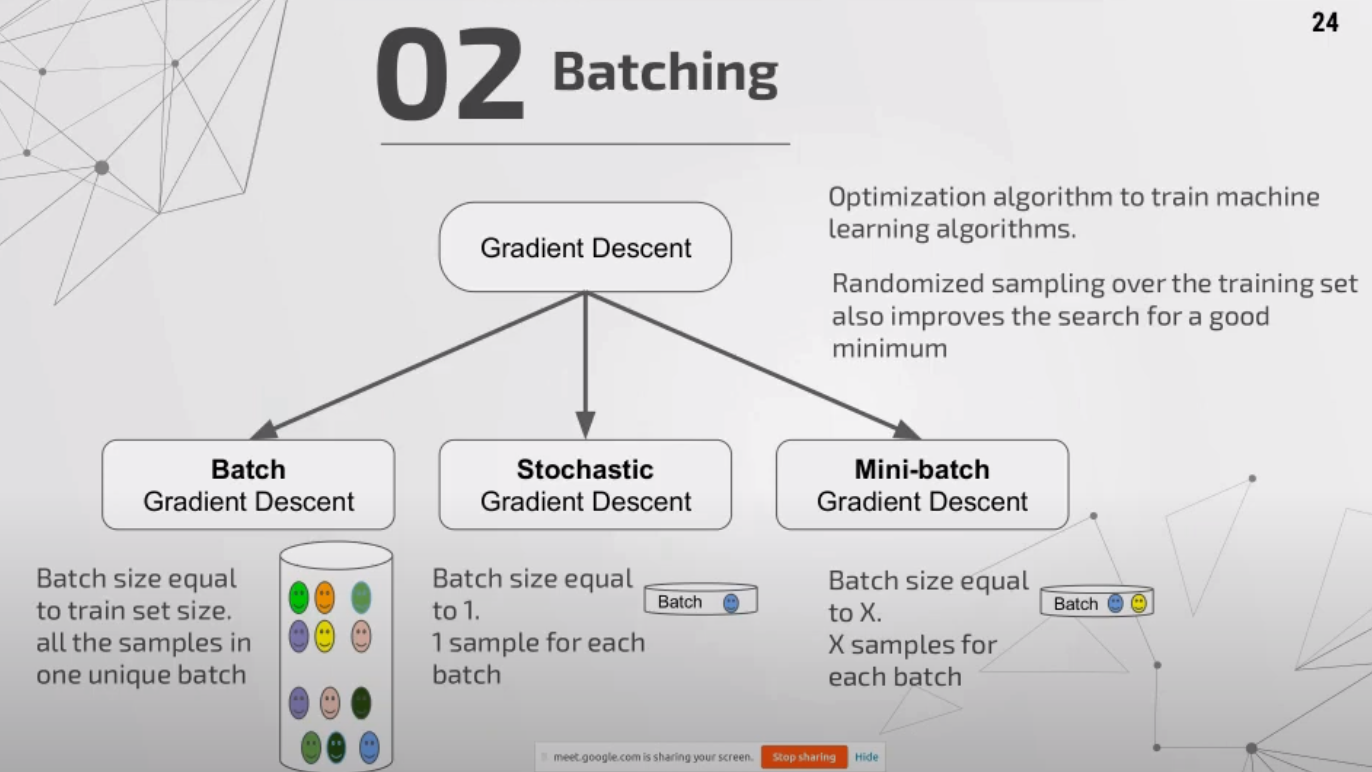 24
02 Batching
Gradient Descent
Optimization algorithm to train machine
learning algorithms.
Randomized sampling over the training set
also improves the search for a good
minimum
Batch
Gradient Descent
Stochastic
Gradient Descent
Mini-batch
Gradient Descent
Batch size equal
to train set size.
all the samples in
one unique batch
Batch size equal
to 1.
1 sample for each
batch
Batch
Batch size equal
to X.
X samples for
each batch
Batch
meet.google.com is sharing your screen. Stop sharing Hide